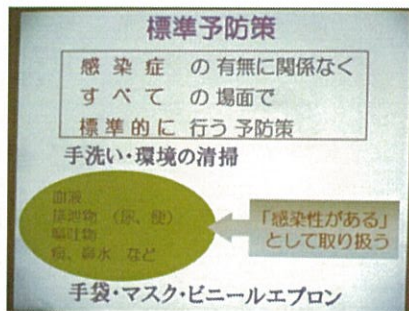 標準予防策
感染症 の 有無に関係なく
すべて の 場面で
標準的に 行う 予防策
手洗い・環境の清掃
血液
排泄物 （尿、便）
嘔吐物
痰、鼻水 など
「感染性がある」
として取り扱う
手袋・マスク・ビニールエプロン